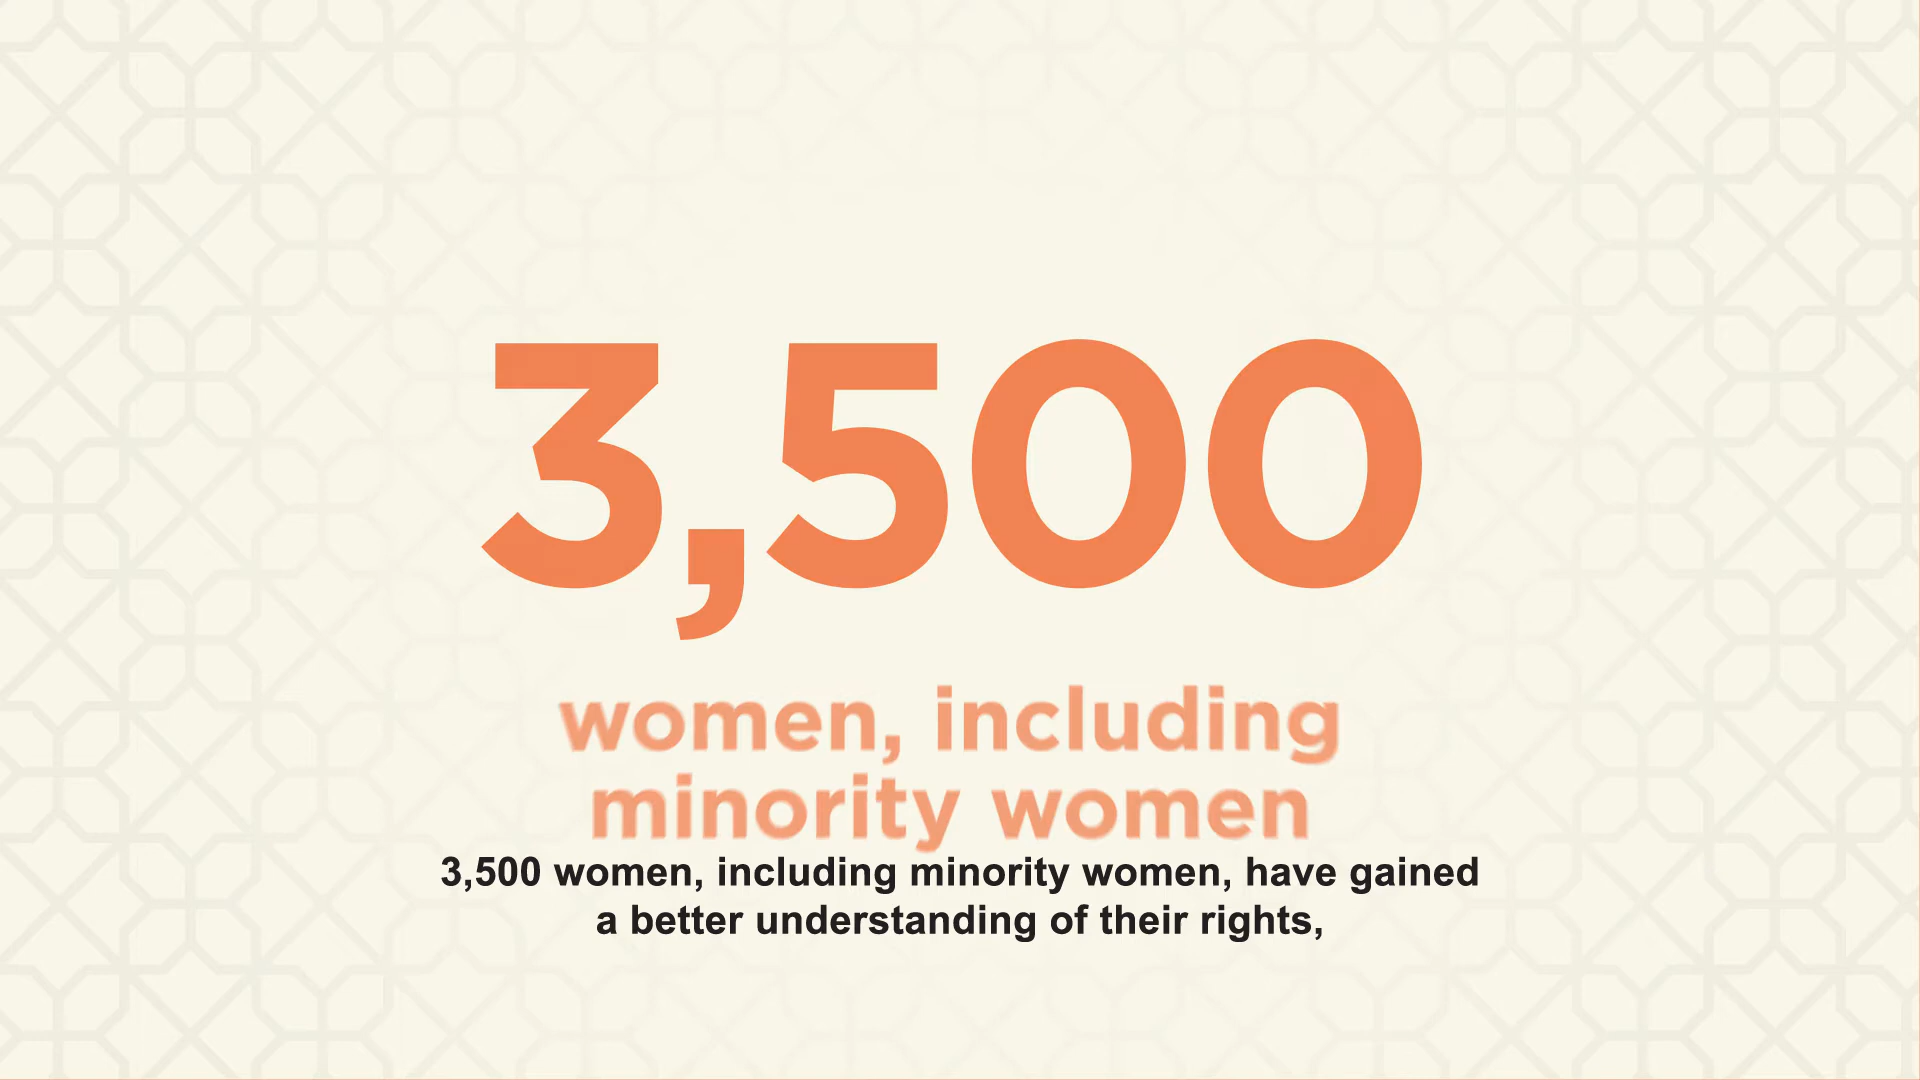 3,500
women, including
minority women
3,500 women, including minority women, have gained
a better understanding of their rights,